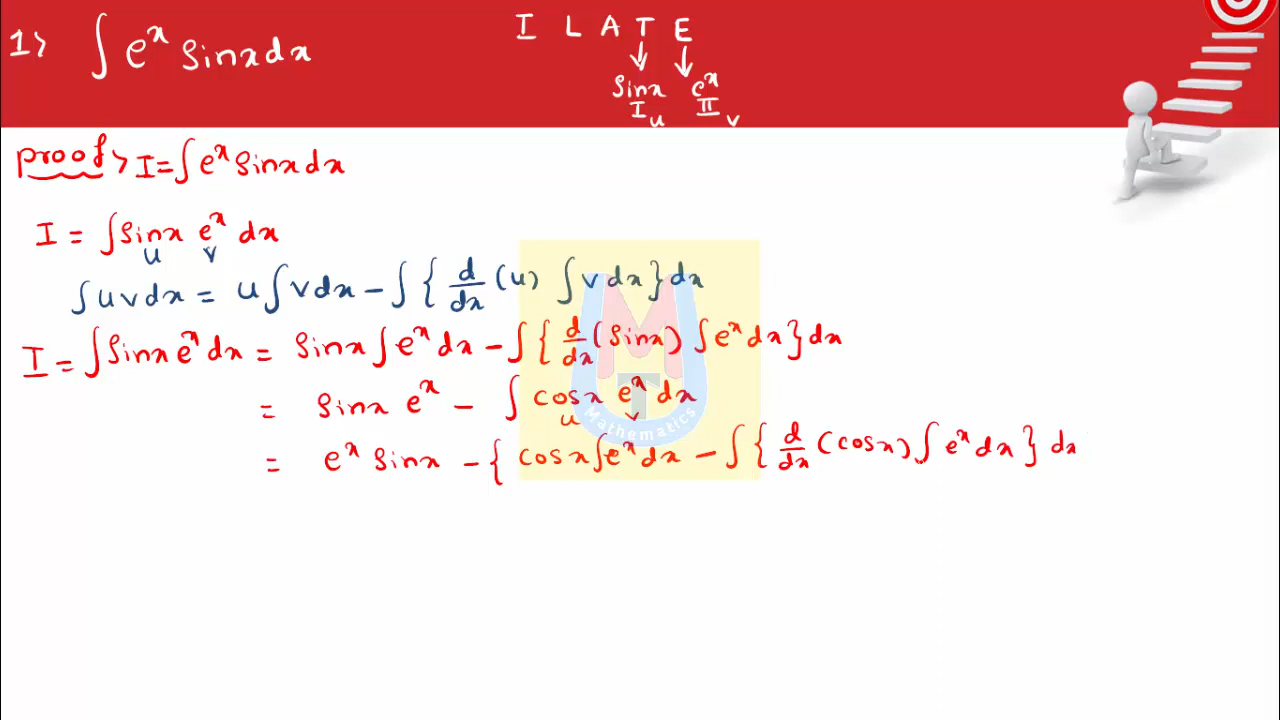 1> ∫ eˣ sinx dx
I L A T E
↓ ↓
sinx eˣ
I u II v
proof> I = ∫ eˣ sinx dx
I = ∫ sinx eˣ dx
u v
∫ u v dx = u ∫ v dx - ∫ { d/dx (u) ∫ v dx } dx
I = ∫ sinx eˣ dx = sinx ∫ eˣ dx - ∫ { d/dx (sinx) ∫ eˣ dx } dx
= sinx eˣ - ∫ cosx eˣ dx
u v
= eˣ sinx - { cosx ∫ eˣ dx - ∫ { d/dx (cosx) ∫ eˣ dx } dx
M T
U
Mathematics